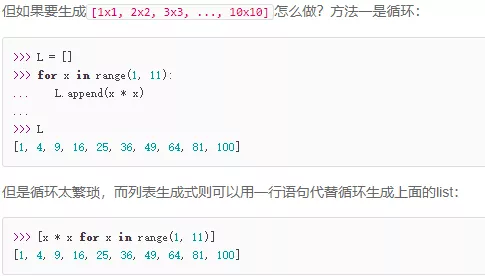 但如果要生成[1x1, 2x2, 3x3, ..., 10x10]怎么做？方法一是循环：
>>> L = []
>>> for x in range(1, 11):
...    L.append(x * x)
...
>>> L
[1, 4, 9, 16, 25, 36, 49, 64, 81, 100]
但是循环太繁琐，而列表生成式则可以用一行语句代替循环生成上面的list：
>>> [x * x for x in range(1, 11)]
[1, 4, 9, 16, 25, 36, 49, 64, 81, 100]